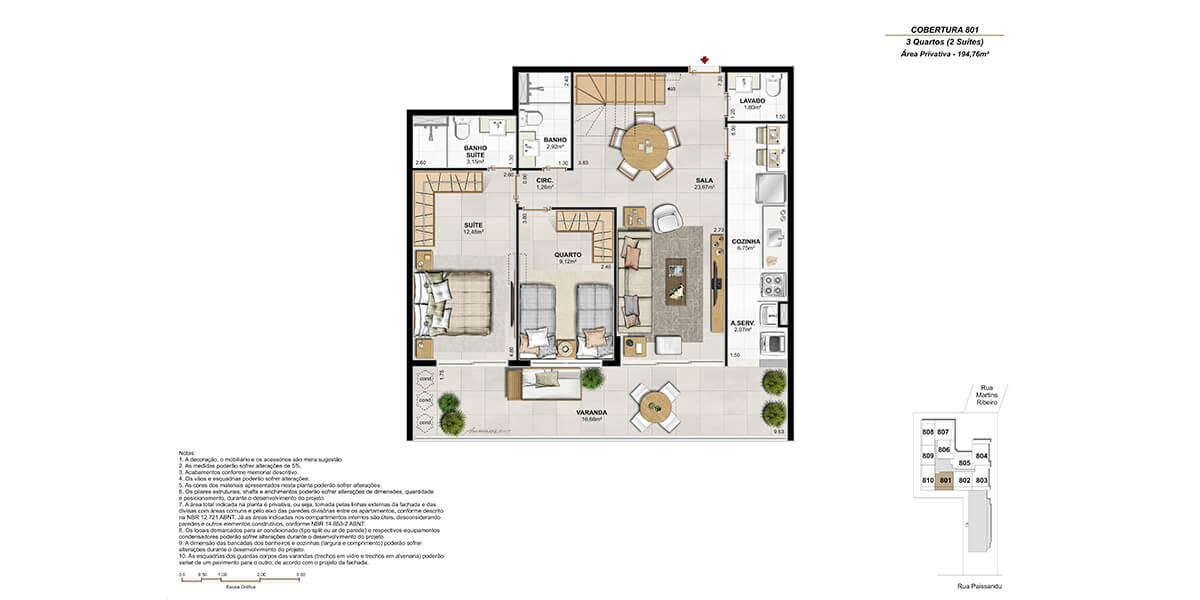 COBERTURA 801
3 Quartos (2 Suítes)
Área Privativa - 194,76m²
7.30
LAVABO
1.80m²
1.20
1.50
2.40
BANHO
2.92m²
1.30
3.63
BANHO
SUÍTE
3,15m²
2.60
1.30
2.60
0.90
CIRC.
1,26m²
SALA
23,67m²
6.90
SUÍTE
12,48m²
3.80
QUARTO
9,12m²
2.40
2.73
COZINHA
6,75m²
A.SERV.
2,07m²
1.50
4.80
1.75
cond
cond
cond
VARANDA
16,66m²
9.53
Notas:
1. A decoração, o mobiliário e os acessórios são mera sugestão.
2. As medidas poderão sofrer alterações de 5%.
3. Acabamentos conforme memorial descritivo.
4. Os vãos e esquadrias poderão sofrer alterações.
5. As cores dos materiais apresentados nesta planta poderão sofrer alterações.
6. Os pilares estruturais, shafts e enchimentos poderão sofrer alterações de dimensões, quantidade
e posicionamento, durante o desenvolvimento do projeto.
7. A área total indicada na planta é privativa, ou seja, tomada pelas linhas externas da fachada e das
divisas com áreas comuns e pelo eixo das paredes divisórias entre os apartamentos, conforme descrito
na NBR 12.721 ABNT. Já as áreas indicadas nos compartimentos internos são úteis, desconsiderando
paredes e outros elementos construtivos, conforme NBR 14.653-2 ABNT.
8. Os locais demarcados para ar condicionado (tipo split ou ar de parede) e respectivos equipamentos
condensadores poderão sofrer alterações durante o desenvolvimento do projeto.
9. A dimensão das bancadas dos banheiros e cozinhas (largura e comprimento) poderão sofrer
alterações durante o desenvolvimento do projeto.
10. As esquadrias dos guardas corpos das varandas (trechos em vidro e trechos em alvenaria) poderão
variar de um pavimento para o outro, de acordo com o projeto da fachada.
0.0 0.50 1.00 2.00 3.00
Escala Gráfica
Rua
Martins
Ribeiro
808 807
806
809
805
804
810 801 802 803
Rua Paissandu